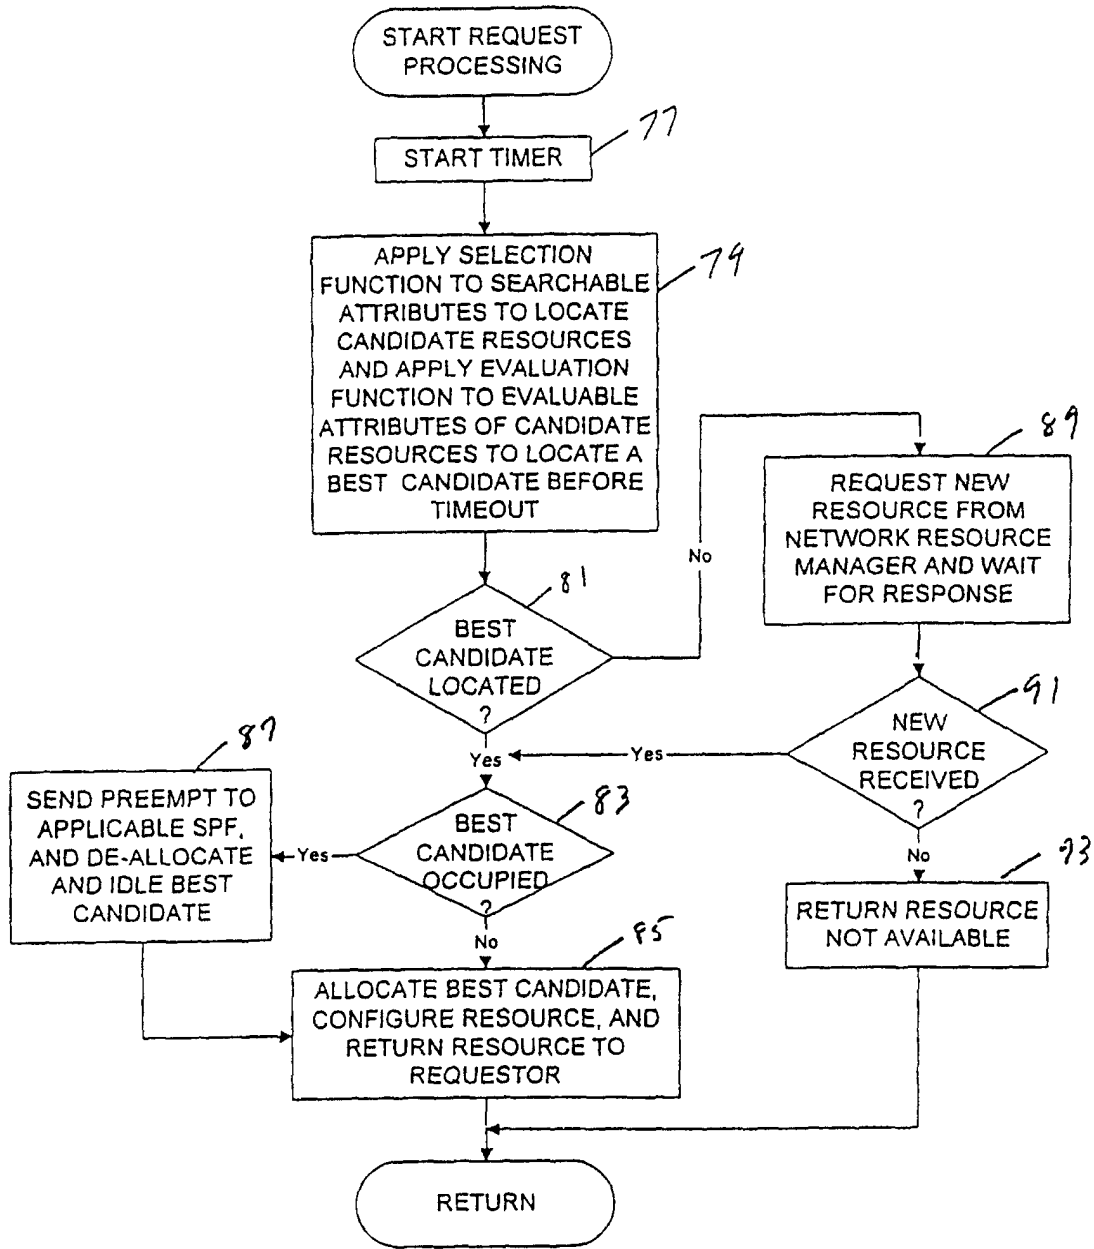 START REQUEST
PROCESSING
77
START TIMER
79
APPLY SELECTION
FUNCTION TO SEARCHABLE
ATTRIBUTES TO LOCATE
CANDIDATE RESOURCES
AND APPLY EVALUATION
FUNCTION TO EVALUABLE
ATTRIBUTES OF CANDIDATE
RESOURCES TO LOCATE A
BEST CANDIDATE BEFORE
TIMEOUT
89
REQUEST NEW
RESOURCE FROM
NETWORK RESOURCE
MANAGER AND WAIT
FOR RESPONSE
No
81
BEST
CANDIDATE
LOCATED
?
91
NEW
RESOURCE
RECEIVED
?
Yes
Yes
87
SEND PREEMPT TO
APPLICABLE SPF,
AND DE-ALLOCATE
AND IDLE BEST
CANDIDATE
83
BEST
CANDIDATE
OCCUPIED
?
Yes
No
No
93
RETURN RESOURCE
NOT AVAILABLE
85
ALLOCATE BEST CANDIDATE,
CONFIGURE RESOURCE, AND
RETURN RESOURCE TO
REQUESTOR
RETURN